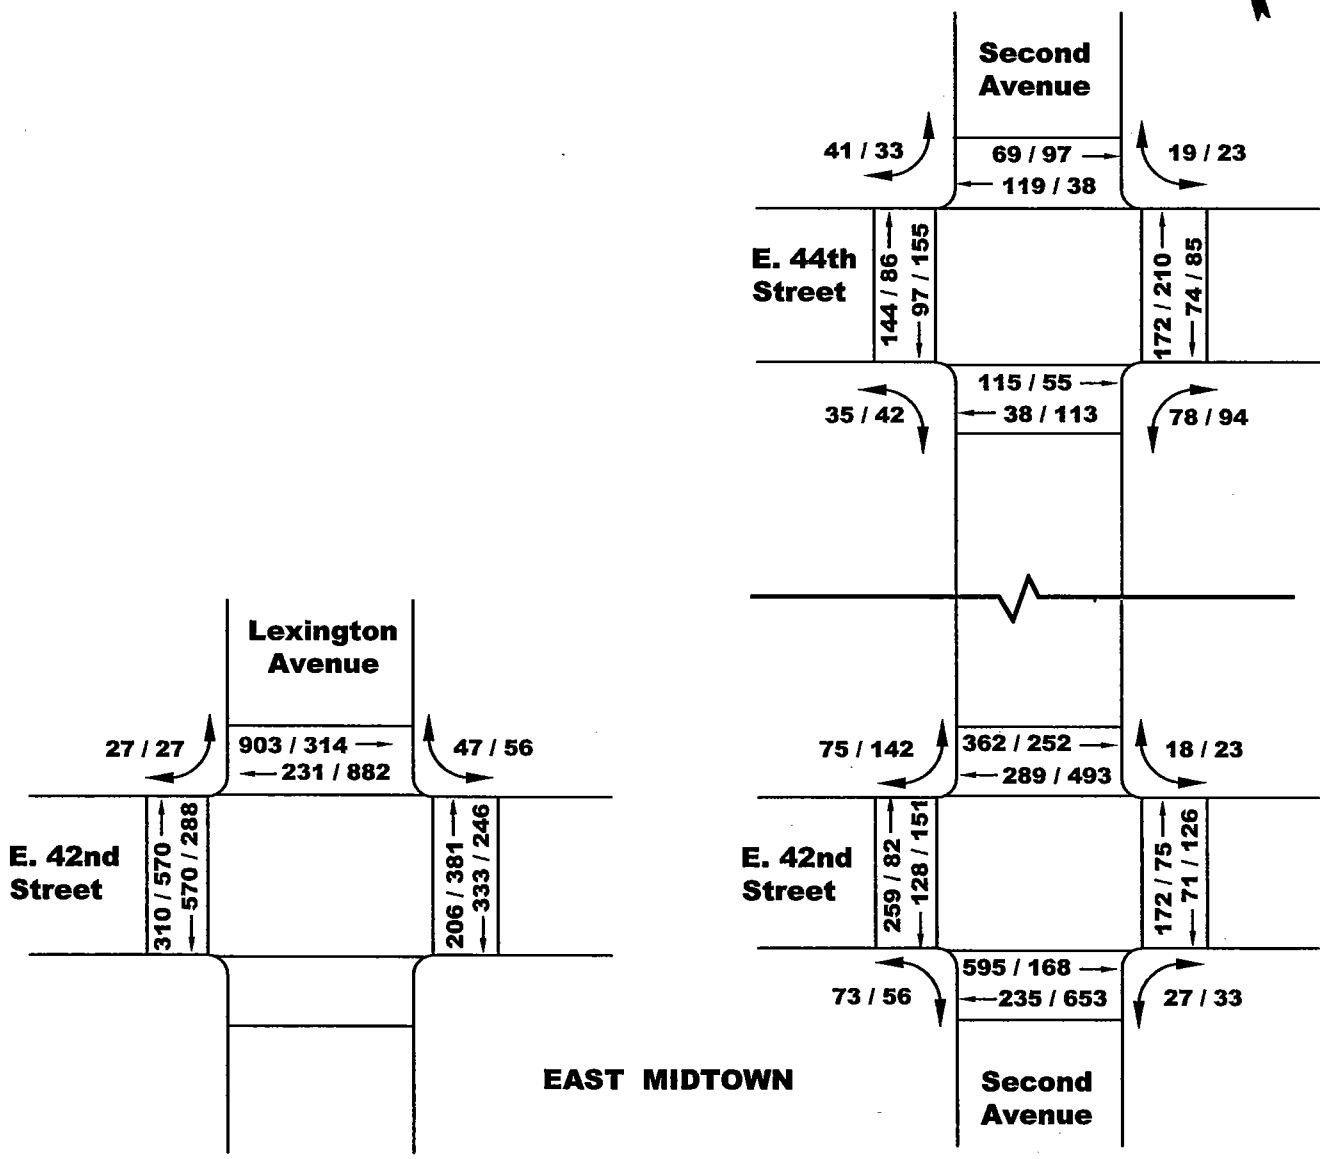 Second
Avenue
41 / 33
69 / 97
19 / 23
119 / 38
E. 44th
Street
144 / 86
97 / 155
172 / 210
74 / 85
115 / 55
35 / 42
38 / 113
78 / 94
Lexington
Avenue
27 / 27
903 / 314
47 / 56
231 / 882
75 / 142
362 / 252
18 / 23
289 / 493
E. 42nd
Street
310 / 570
570 / 288
206 / 381
333 / 246
E. 42nd
Street
259 / 82
128 / 151
172 / 75
71 / 126
595 / 168
73 / 56
235 / 653
27 / 33
EAST MIDTOWN
Second
Avenue